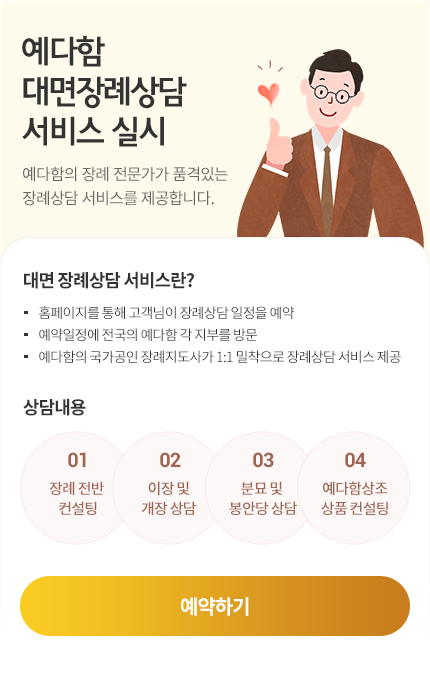 예다함
대면장례상담
서비스 실시
예다함의 장례 전문가가 품격있는
장례상담 서비스를 제공합니다.
대면 장례상담 서비스란?
홈페이지를 통해 고객님이 장례상담 일정을 예약
예약일정에 전국의 예다함 각 지부를 방문
예다함의 국가공인 장례지도사가 1:1 밀착으로 장례상담 서비스 제공
상담내용
01
장례 전반
컨설팅
02
이장 및
개장 상담
03
분묘 및
봉안당 상담
04
예다함상조
상품 컨설팅
예약하기